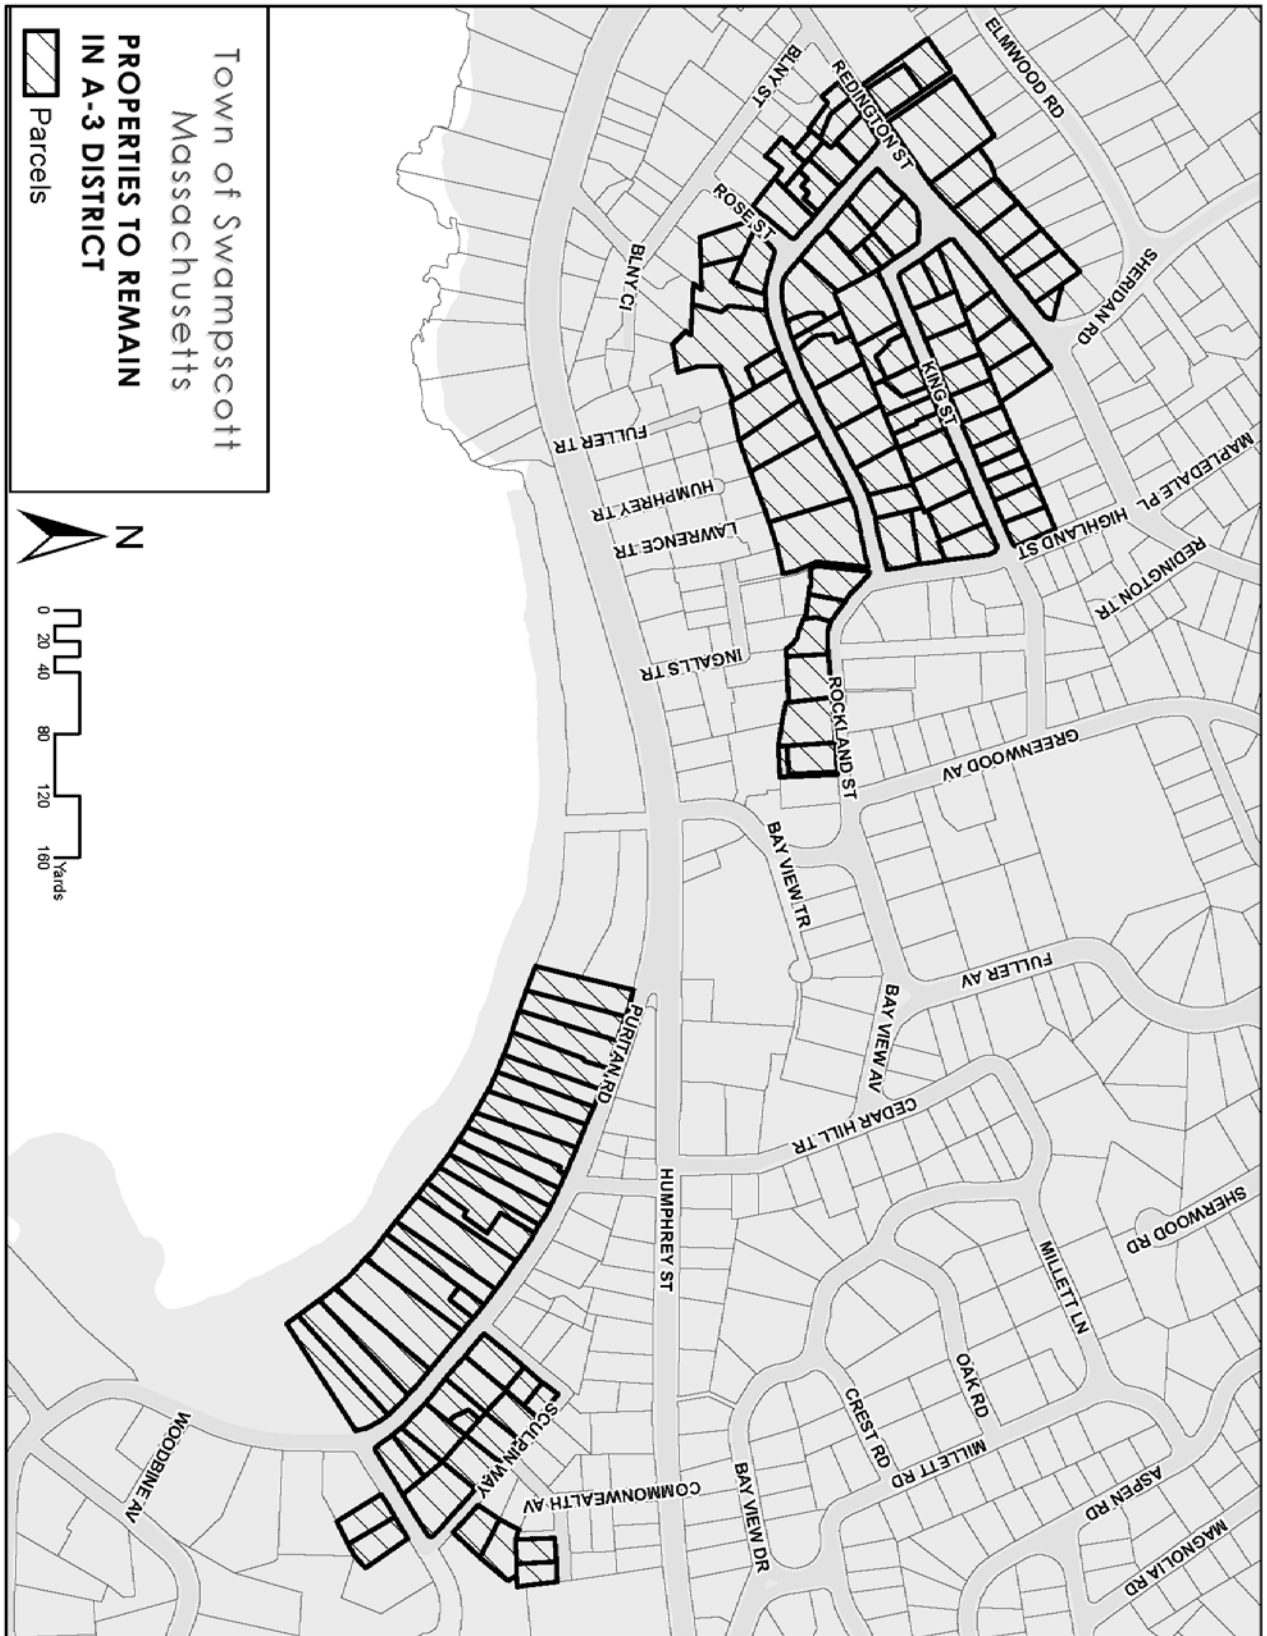 Town of Swampscott
Massachusetts
PROPERTIES TO REMAIN
IN A-3 DISTRICT
Parcels
N
0 20 40 80 120 160
Yards
ELMWOOD RD
BLNY ST
REDINGTON ST
ROSE ST
BLNY CI
SHERIDAN RD
KING ST
FULLER TR
HUMPHREY TR
LAWRENCE TR
INGALLS TR
MAPLEDALE PL
HIGHLAND ST
REDINGTON TR
ROCKLAND ST
GREENWOOD AV
BAY VIEW TR
FULLER AV
BAY VIEW AV
PURITAN RD
CEDAR HILL TR
HUMPHREY ST
SHERWOOD RD
MILLETT LN
OAK RD
CREST RD
MILLETT RD
SCULPIN WAY
COMMONWEALTH AV
BAY VIEW DR
ASPEN RD
MAGNOLIA RD
WOODBINE AV